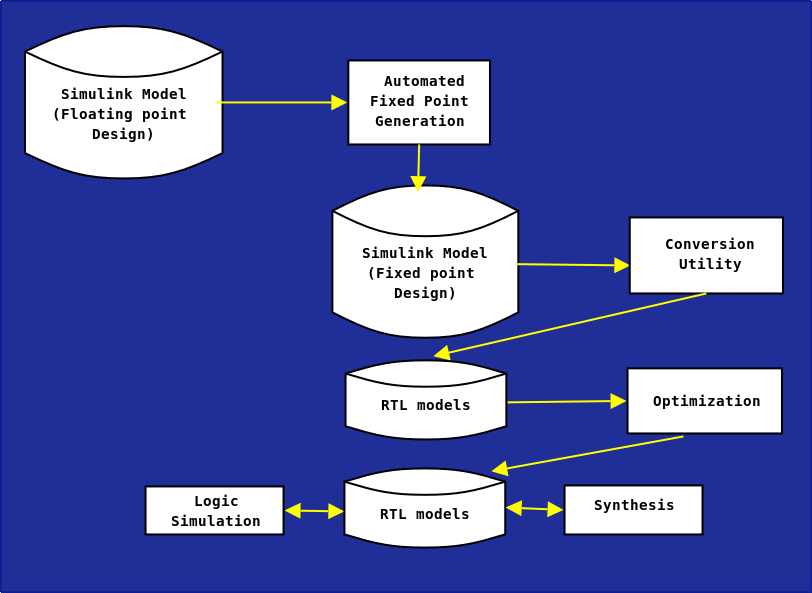 Simulink Model
(Floating point
Design)
Automated
Fixed Point
Generation
Simulink Model
(Fixed point
Design)
Conversion
Utility
RTL models
Optimization
Logic
Simulation
RTL models
Synthesis